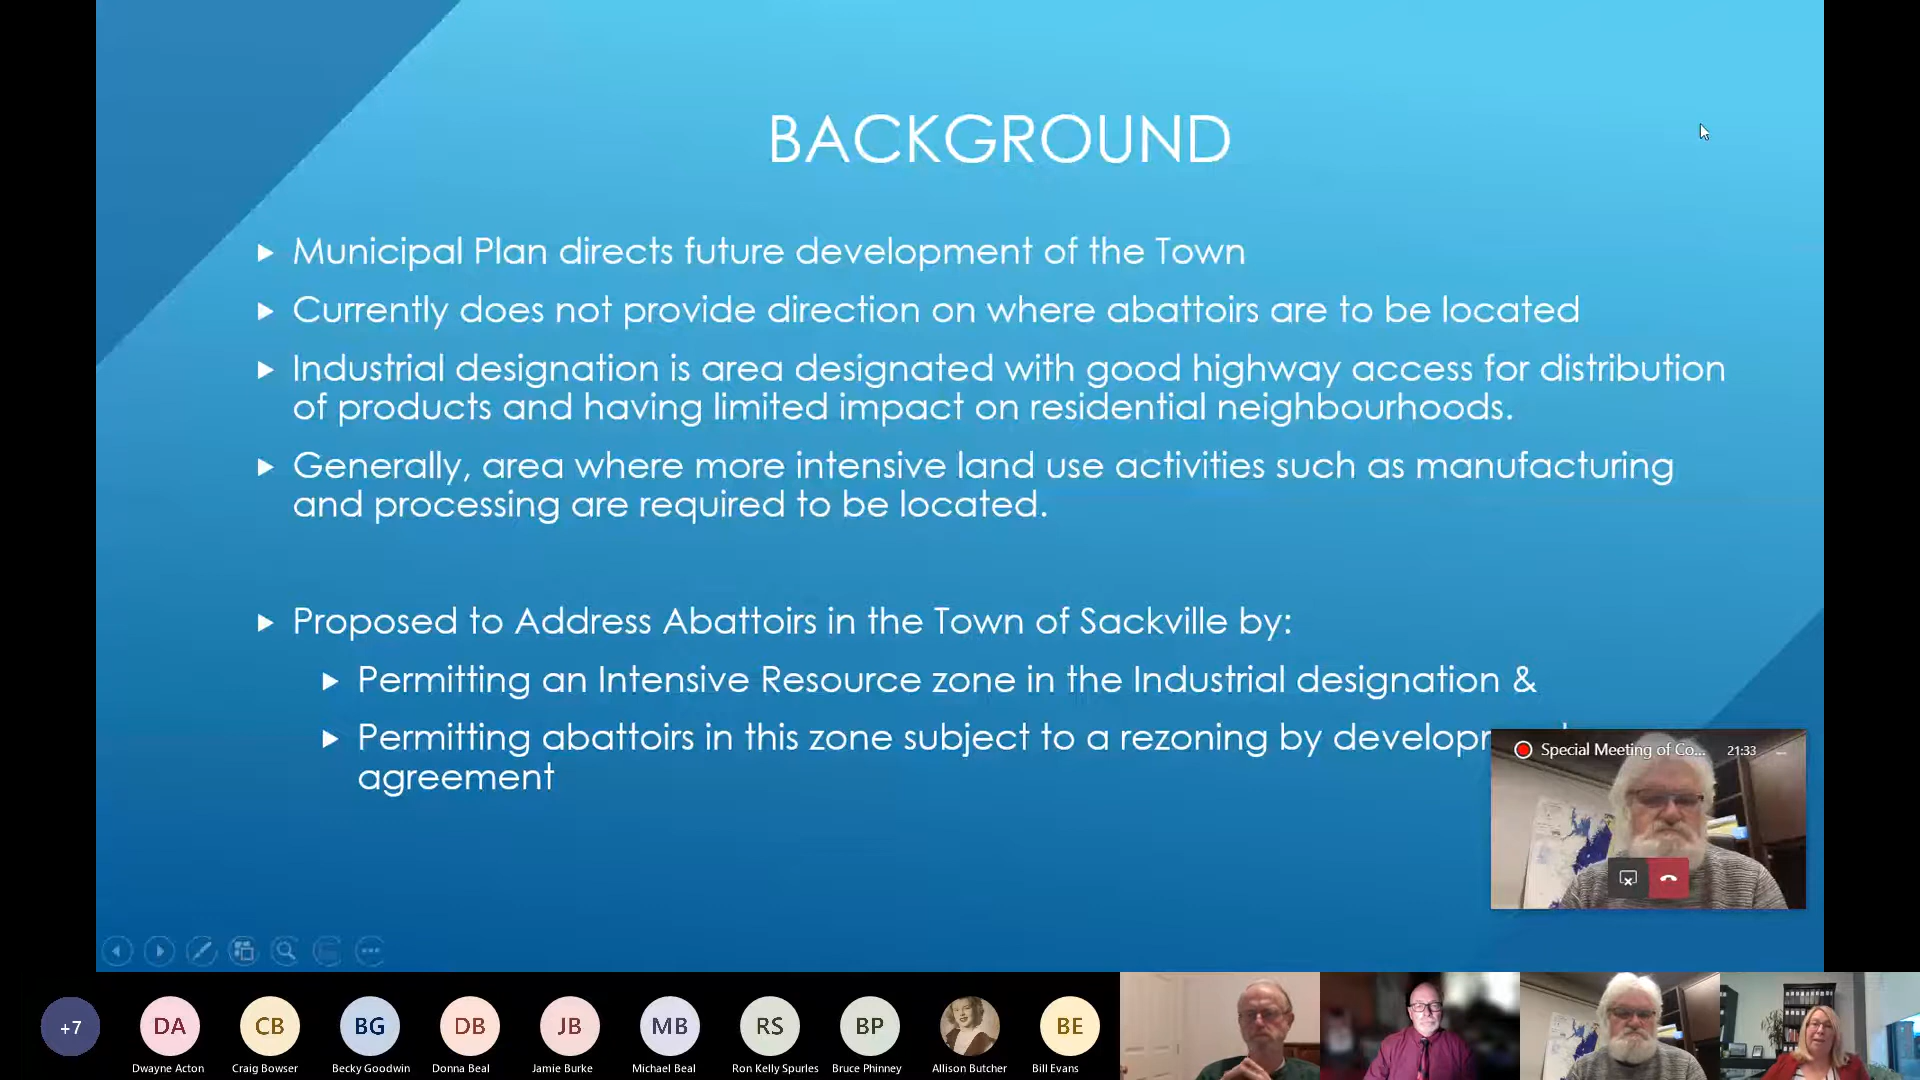 BACKGROUND
Municipal Plan directs future development of the Town
Currently does not provide direction on where abattoirs are to be located
Industrial designation is area designated with good highway access for distribution
of products and having limited impact on residential neighbourhoods.
Generally, area where more intensive land use activities such as manufacturing
and processing are required to be located.
Proposed to Address Abattoirs in the Town of Sackville by:
Permitting an Intensive Resource zone in the Industrial designation &
Permitting abattoirs in this zone subject to a rezoning by
agreement
Special Meeting of Co... 21:33
+7 DA CB BG DB JB MB RS BP BE
Dwayne Acton Craig Bowser Becky Goodwin Donna Beal Jamie Burke Michael Beal Ron Kelly Spurles Bruce Phinney Allison Butcher Bill Evans